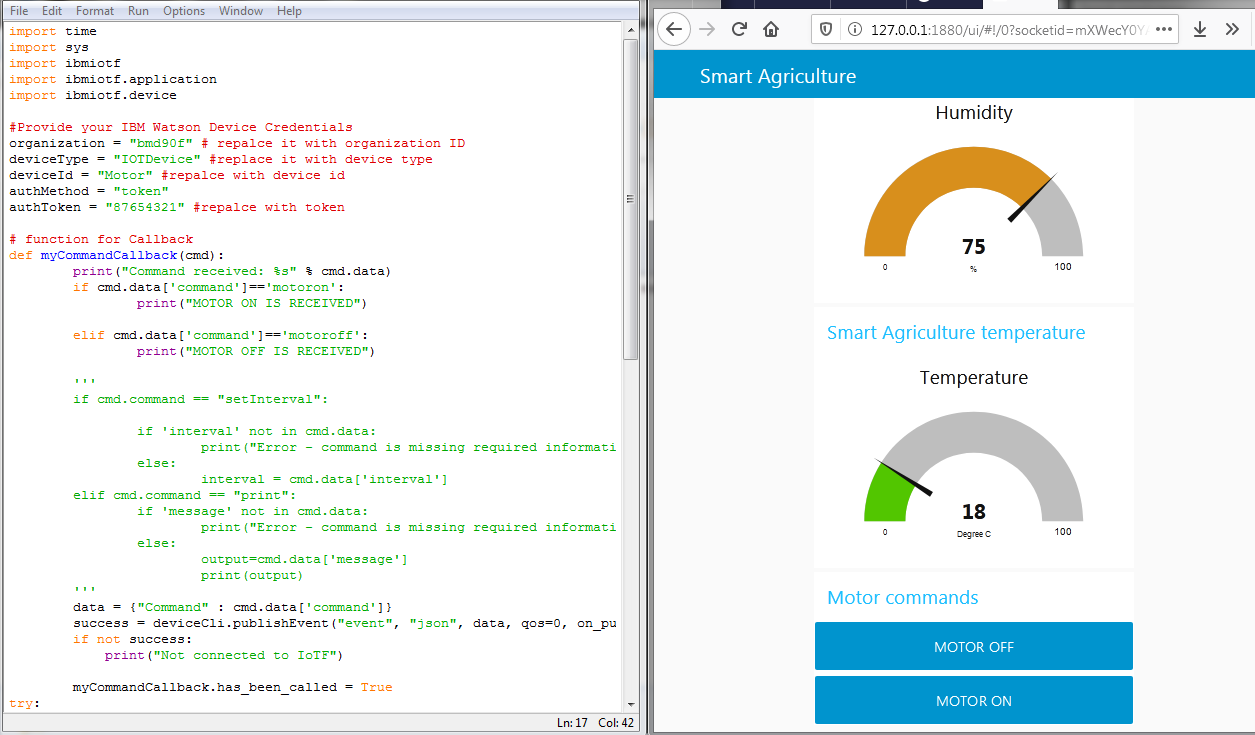 File Edit Format Run Options Window Help
import time
import sys
import ibmiotf
import ibmiotf.application
import ibmiotf.device
#Provide your IBM Watson Device Credentials
organization = "bmd90f" # repalce it with organization ID
deviceType = "IOTDevice" #replace it with device type
deviceId = "Motor" #repalce with device id
authMethod = "token"
authToken = "87654321" #repalce with token
# function for Callback
def myCommandCallback(cmd):
print("Command received: %s" % cmd.data)
if cmd.data['command']=='motoron':
print("MOTOR ON IS RECEIVED")
elif cmd.data['command']=='motoroff':
print("MOTOR OFF IS RECEIVED")
'''
if cmd.command == "setInterval":
if 'interval' not in cmd.data:
print("Error - command is missing required informati
else:
interval = cmd.data['interval']
elif cmd.command == "print":
if 'message' not in cmd.data:
print("Error - command is missing required informati
else:
output=cmd.data['message']
print(output)
'''
data = {"Command" : cmd.data['command']}
success = deviceCli.publishEvent("event", "json", data, qos=0, on_pu
if not success:
print("Not connected to IoTF")
myCommandCallback.has_been_called = True
try:
Ln: 17 Col: 42
127.0.0.1:1880/ui/#!/0?socketid=mXWecY0Y
Smart Agriculture
Humidity
75
0 % 100
Smart Agriculture temperature
Temperature
18
0 Degree C 100
Motor commands
MOTOR OFF
MOTOR ON